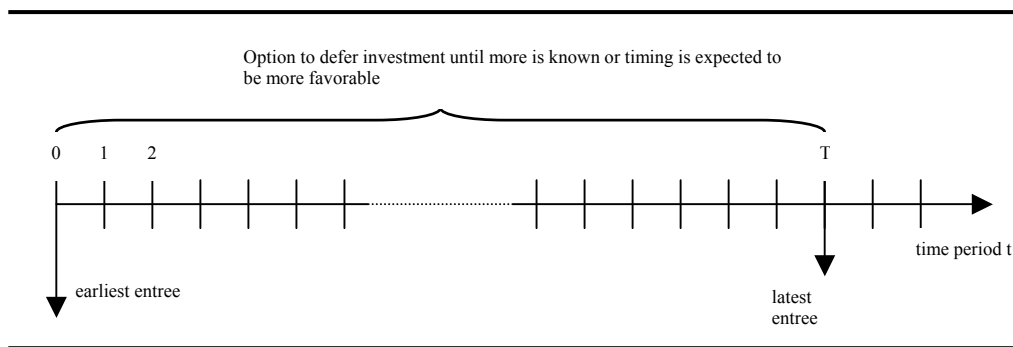 Option to defer investment until more is known or timing is expected to
be more favorable
0 1 2 T
time period t
earliest entree
latest
entree